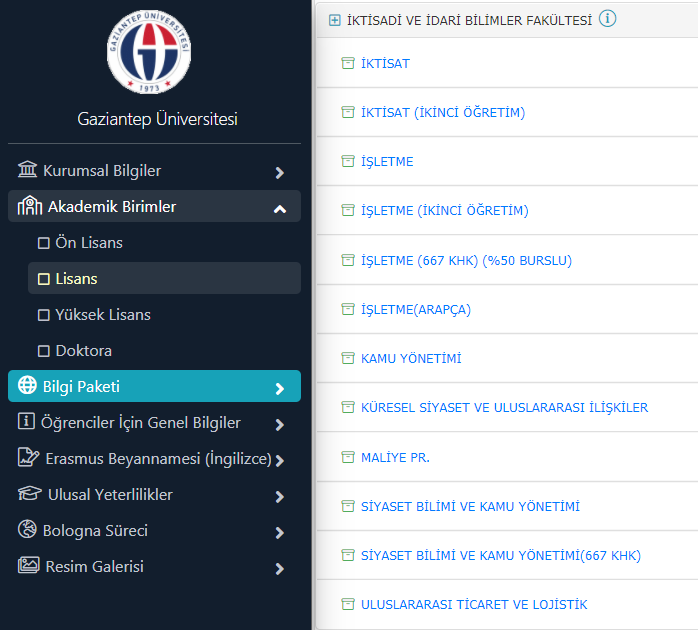 GAZİANTEP ÜNİVERSİTESİ
1973
Gaziantep Üniversitesi
Kurumsal Bilgiler
Akademik Birimler
Ön Lisans
Lisans
Yüksek Lisans
Doktora
Bilgi Paketi
Öğrenciler İçin Genel Bilgiler
Erasmus Beyannamesi (İngilizce)
Ulusal Yeterlilikler
Bologna Süreci
Resim Galerisi
İKTİSADİ VE İDARİ BİLİMLER FAKÜLTESİ
İKTİSAT
İKTİSAT (İKİNCİ ÖĞRETİM)
İŞLETME
İŞLETME (İKİNCİ ÖĞRETİM)
İŞLETME (667 KHK) (%50 BURSLU)
İŞLETME(ARAPÇA)
KAMU YÖNETİMİ
KÜRESEL SİYASET VE ULUSLARARASI İLİŞKİLER
MALİYE PR.
SİYASET BİLİMİ VE KAMU YÖNETİMİ
SİYASET BİLİMİ VE KAMU YÖNETİMİ(667 KHK)
ULUSLARARASI TİCARET VE LOJİSTİK